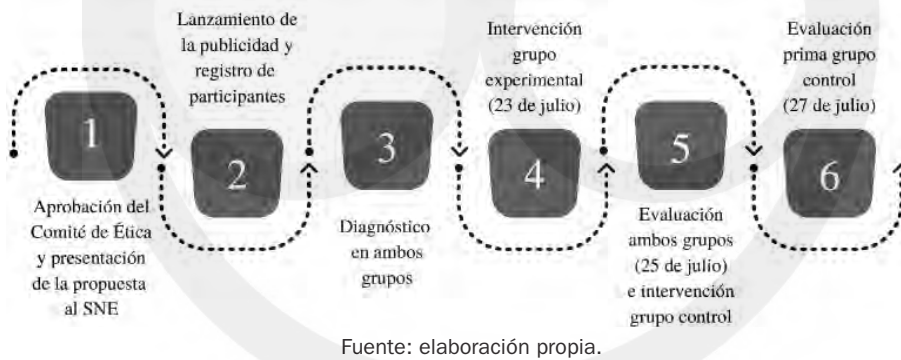 1
Aprobación del
Comité de Ética
y presentación
de la propuesta
al SNE
Lanzamiento de
la publicidad y
registro de
participantes
2
3
Diagnóstico
en ambos
grupos
Intervención
grupo
experimental
(23 de julio)
4
5
Evaluación
ambos grupos
(25 de julio)
e intervención
grupo control
Evaluación
prima grupo
control
(27 de julio)
6
Fuente: elaboración propia.